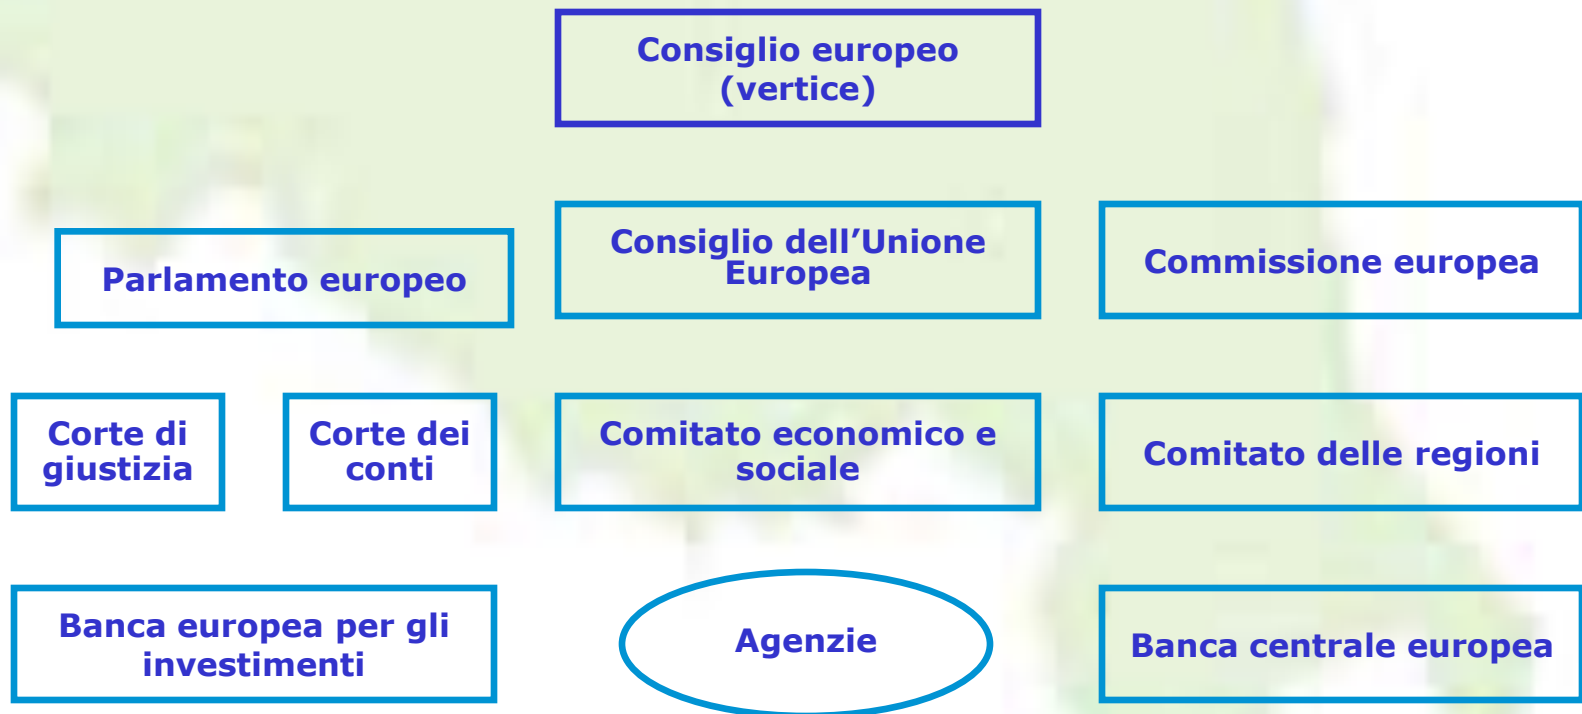 Consiglio europeo
(vertice)
Parlamento europeo
Consiglio dell’Unione
Europea
Commissione europea
Corte di
giustizia
Corte dei
conti
Comitato economico e
sociale
Comitato delle regioni
Banca europea per gli
investimenti
Agenzie
Banca centrale europea